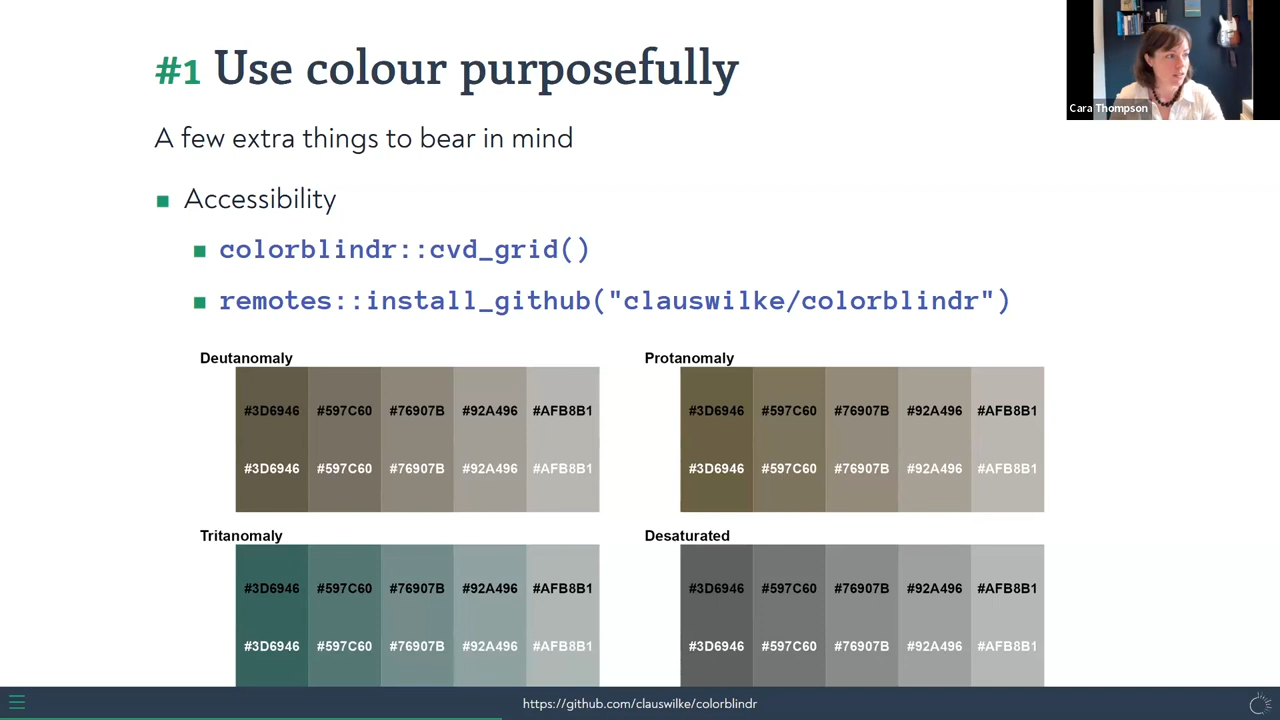 #1 Use colour purposefully
Cara Thompson
A few extra things to bear in mind
Accessibility
colorblindr::cvd_grid()
remotes::install_github("clauswilke/colorblindr")
Deutanomaly
#3D6946 #597C60 #76907B #92A496 #AFB8B1
#3D6946 #597C60 #76907B #92A496 #AFB8B1
Protanomaly
#3D6946 #597C60 #76907B #92A496 #AFB8B1
#3D6946 #597C60 #76907B #92A496 #AFB8B1
Tritanomaly
#3D6946 #597C60 #76907B #92A496 #AFB8B1
#3D6946 #597C60 #76907B #92A496 #AFB8B1
Desaturated
#3D6946 #597C60 #76907B #92A496 #AFB8B1
#3D6946 #597C60 #76907B #92A496 #AFB8B1
https://github.com/clauswilke/colorblindr